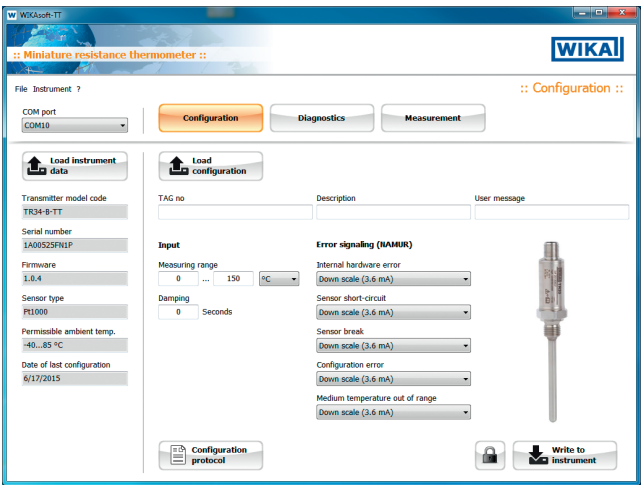 WIKAsoft-TT
:: Miniature resistance thermometer ::
WIKA
File Instrument ?
:: Configuration ::
COM port
COM10
Configuration
Diagnostics
Measurement
Load instrument
data
Load
configuration
Transmitter model code
TR34-B-TT
Serial number
1A00525FN1P
Firmware
1.0.4
Sensor type
Pt1000
Permissible ambient temp.
-40...85 °C
Date of last configuration
6/17/2015
TAG no
Description
User message
Input
Measuring range
0 ... 150 °C
Damping
0 Seconds
Error signaling (NAMUR)
Internal hardware error
Down scale (3.6 mA)
Sensor short-circuit
Down scale (3.6 mA)
Sensor break
Down scale (3.6 mA)
Configuration error
Down scale (3.6 mA)
Medium temperature out of range
Down scale (3.6 mA)
Configuration
protocol
Write to
instrument